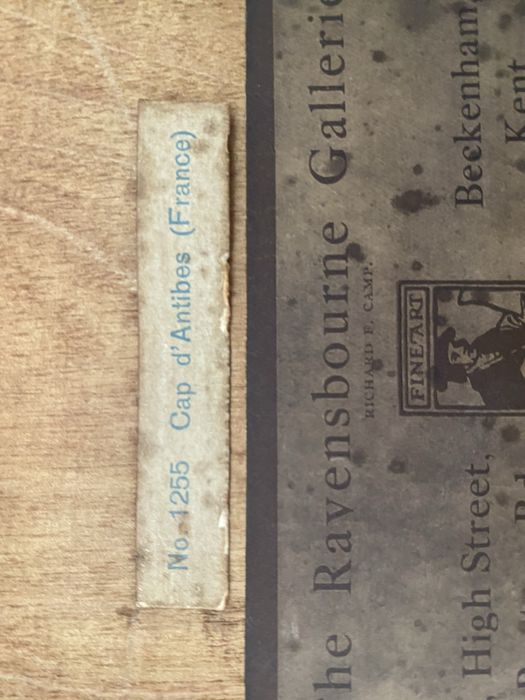 No. 1255 Cap d'Antibes (France)
he Ravensbourne Gallerie
RICHARD F. CAMP.
FINE ART
High Street,
Beckenham,
Kent